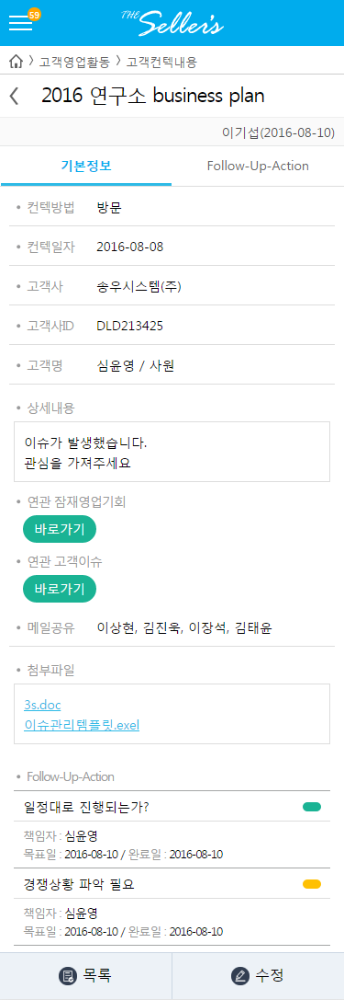 59
THE Seller's
고객영업활동 > 고객컨텍내용
2016 연구소 business plan
이기섭(2016-08-10)
기본정보 Follow-Up-Action
• 컨텍방법 방문
• 컨텍일자 2016-08-08
• 고객사 송우시스템(주)
• 고객사ID DLD213425
• 고객명 심윤영 / 사원
• 상세내용
이슈가 발생했습니다.
관심을 가져주세요
• 연관 잠재영업기회
바로가기
• 연관 고객이슈
바로가기
• 메일공유 이상현, 김진욱, 이장석, 김태윤
• 첨부파일
3s.doc
이슈관리템플릿.exel
• Follow-Up-Action
일정대로 진행되는가?
책임자 : 심윤영
목표일 : 2016-08-10 / 완료일 : 2016-08-10
경쟁상황 파악 필요
책임자 : 심윤영
목표일 : 2016-08-10 / 완료일 : 2016-08-10
목록 수정